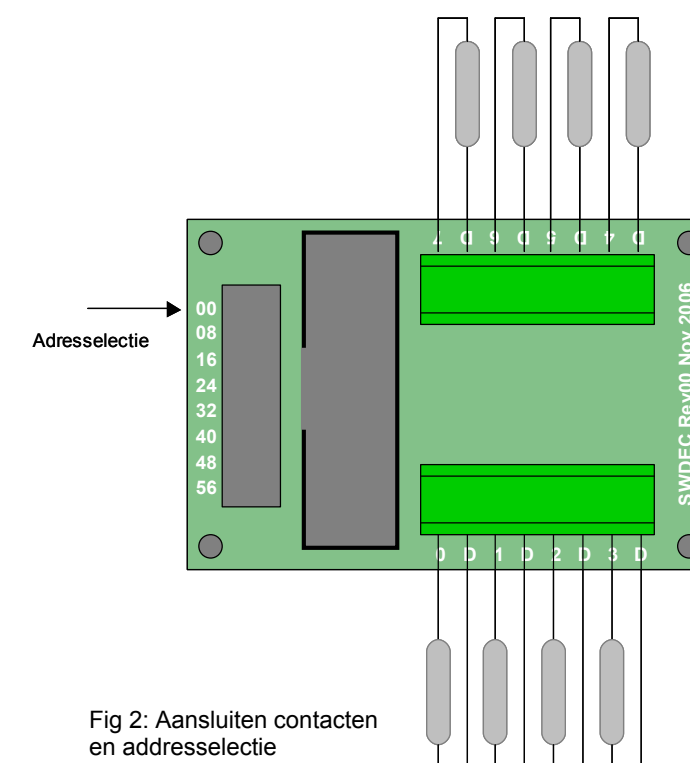 7 D 6 D 5 D 4 D
Adresselectie
00
08
16
24
32
40
48
56
SWDEC Rev00 Nov 2006
0 D 1 D 2 D 3 D
Fig 2: Aansluiten contacten
en addresselectie